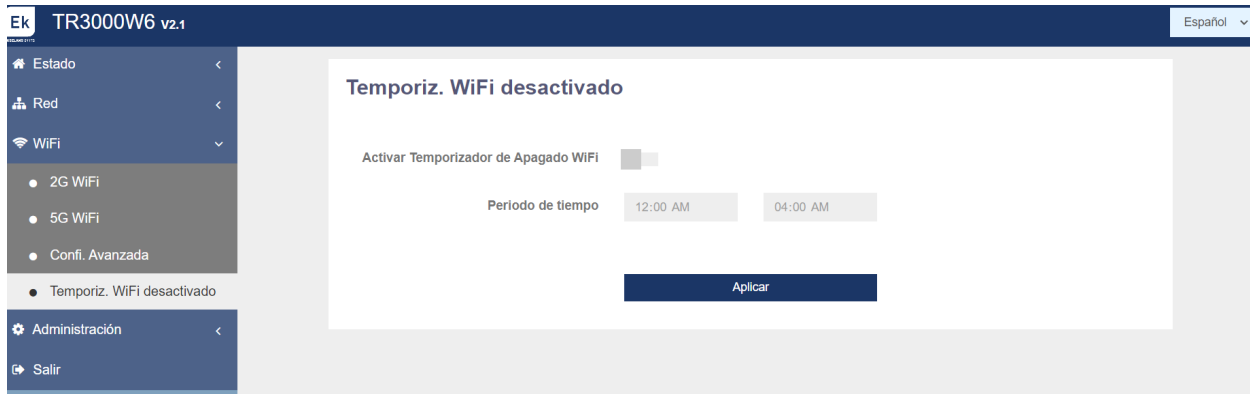 Ek
TR3000W6 V2.1
Español
Estado
Red
WiFi
2G WiFi
5G WiFi
Confi. Avanzada
Temporiz. WiFi desactivado
Administración
Salir
Temporiz. WiFi desactivado
Activar Temporizador de Apagado WiFi
Periodo de tiempo 12:00 AM 04:00 AM
Aplicar